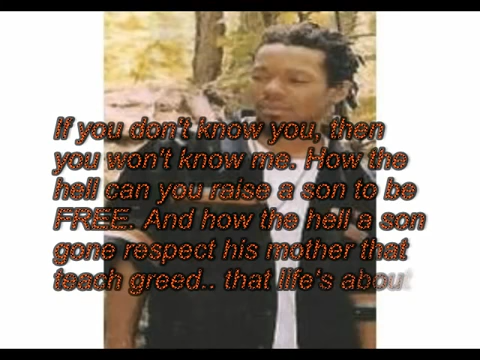 If you don't know you, then
you won't know me. How the
hell can you raise a son to be
FREE. And how the hell a son
gone respect his mother that
teach greed.. that life's about